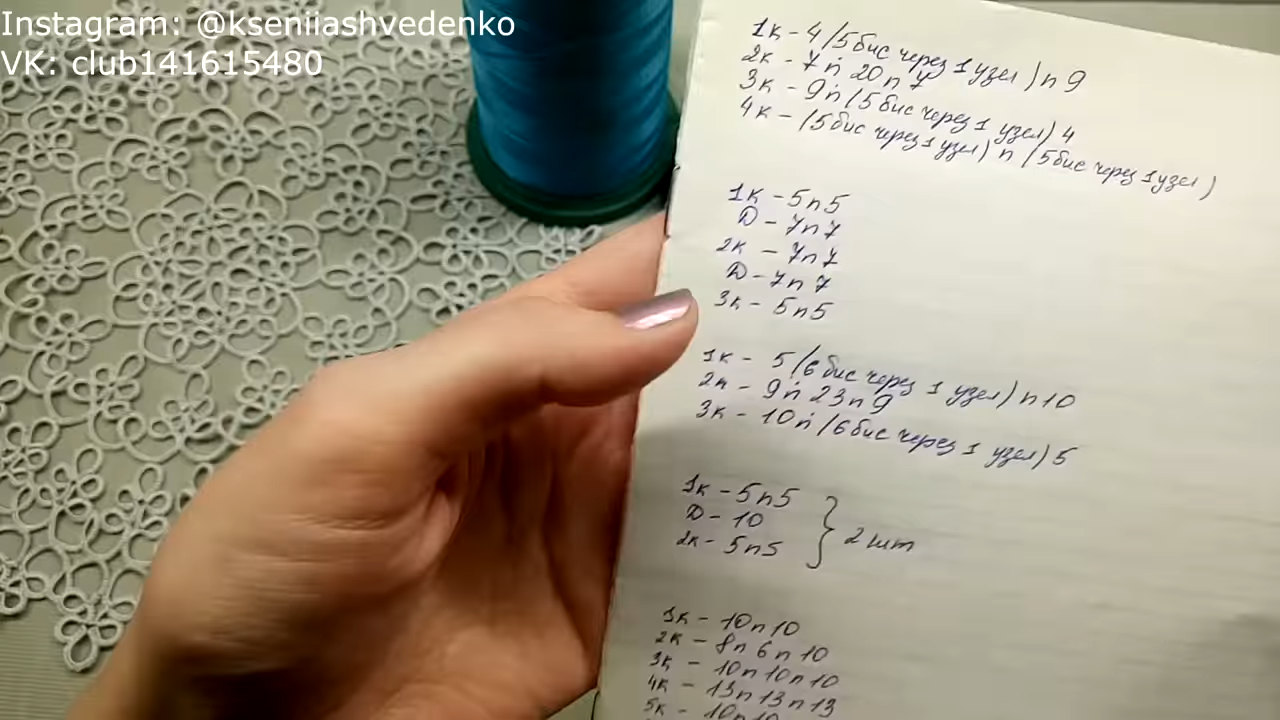 Instagram: @kseniiashvedenko
VK: club141615480
1к - 4 (5 бис через 1 узел) п 9
2к - 7 п 20 п 7
3к - 9 п (5 бис через 1 узел) 4
4к - (5 бис через 1 узел) п (5 бис через 1 узел)
1к - 5 п 5
Д - 7 п 7
2к - 7 п 7
Д - 7 п 7
3к - 5 п 5
1к - 5 (6 бис через 1 узел) п 10
2к - 9 п 23 п 9
3к - 10 п (6 бис через 1 узел) 5
1к - 5 п 5
Д - 10
2к - 5 п 5
} 2 шт
1к - 10 п 10
2к - 8 п 6 п 10
3к - 10 п 10 п 10
4к - 13 п 13 п 13
5к - 10 п 10